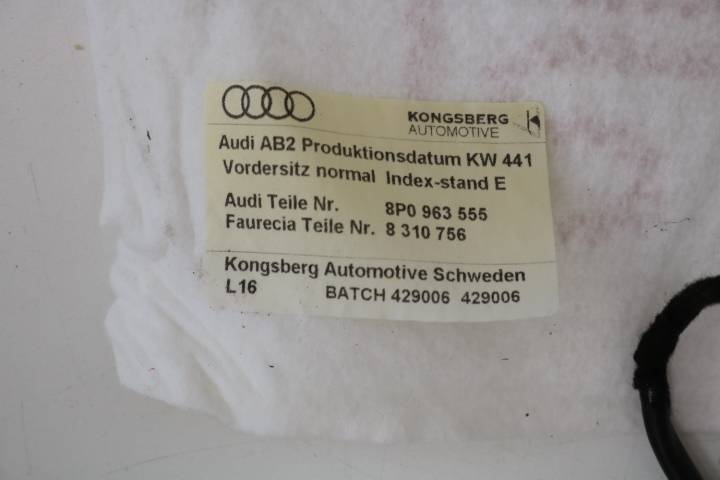 KONGSBERG
AUTOMOTIVE
Audi AB2 Produktionsdatum KW 441
Vordersitz normal Index-stand E
Audi Teile Nr. 8P0 963 555
Faurecia Teile Nr. 8 310 756
Kongsberg Automotive Schweden
L16 BATCH 429006 429006